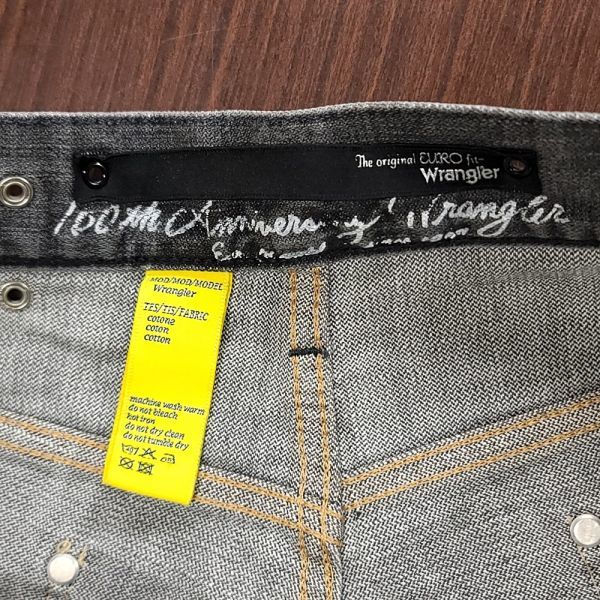 The original EURO fit
Wrangler
100th Anniversary Wrangler
MOD/MOD/MODEL
Wrangler
TES/TIS/FABRIC
cotone
coton
cotton
machine wash warm
do not bleach
hot iron
do not dry clean
do not tumble dry